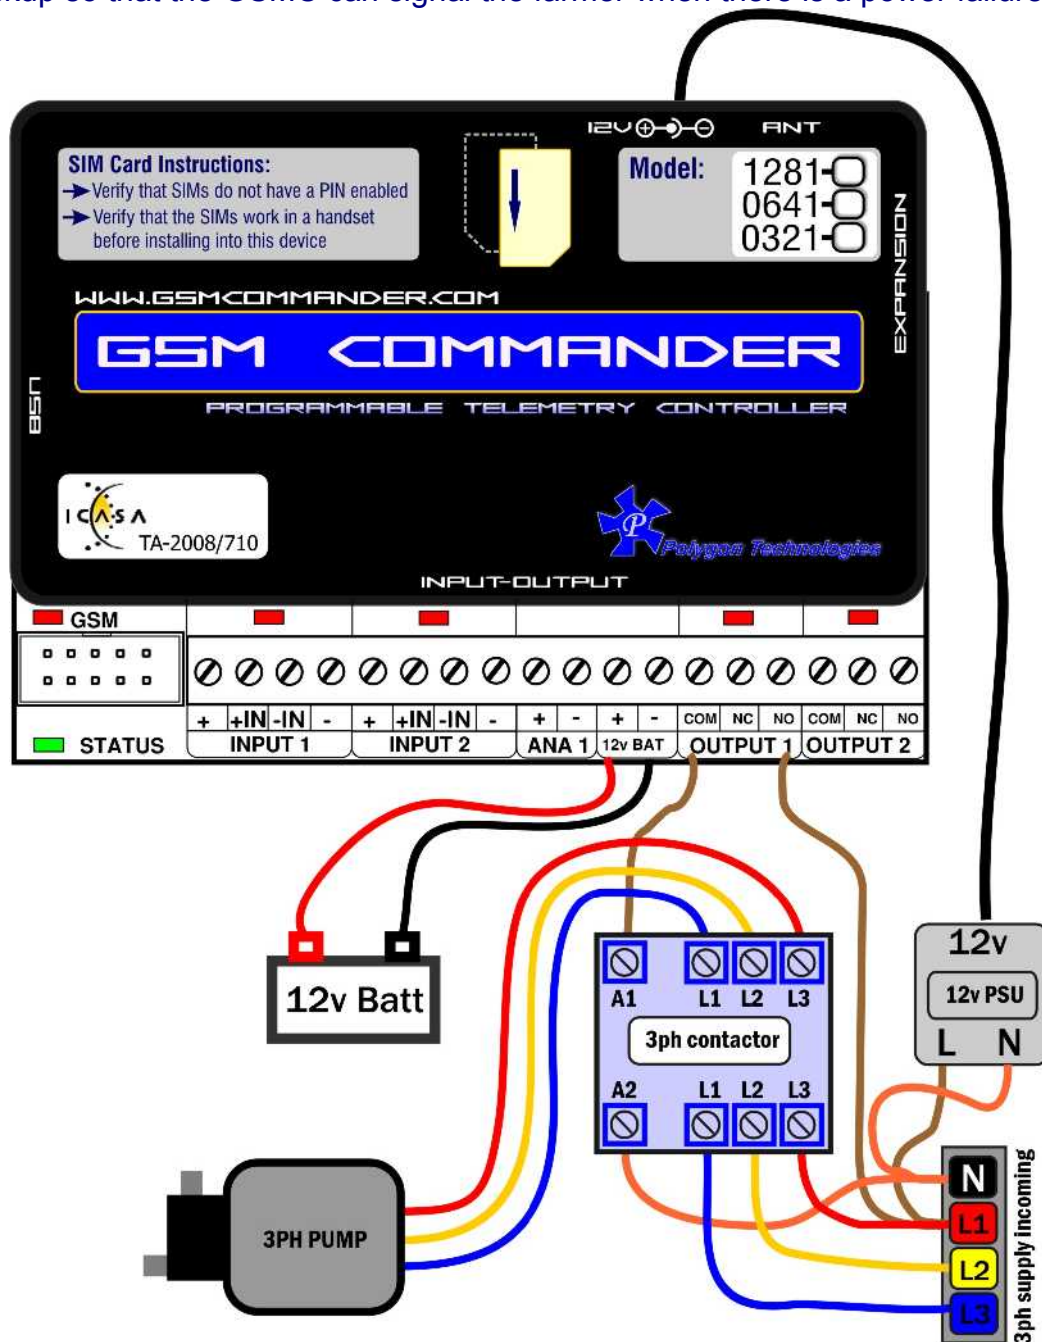 so that the GSMC can signal the farmer when there is a power failure
12V ANT
SIM Card Instructions:
Verify that SIMs do not have a PIN enabled
Verify that the SIMs work in a handset
before installing into this device
Model:
1281-
0641-
0321-
EXPANSION
WWW.GSMCOMMANDER.COM
GSM COMMANDER
PROGRAMMABLE TELEMETRY CONTROLLER
USB
ICASA
TA-2008/710
P
Polygon Technologies
INPUT-OUTPUT
GSM
+ +IN -IN - + +IN -IN - + - + - COM NC NO COM NC NO
STATUS INPUT 1 INPUT 2 ANA 1 12v BAT OUTPUT 1 OUTPUT 2
12v Batt
A1 L1 L2 L3
3ph contactor
A2 L1 L2 L3
12v
12v PSU
L N
3PH PUMP
N
L1
L2
L3
3ph supply incoming